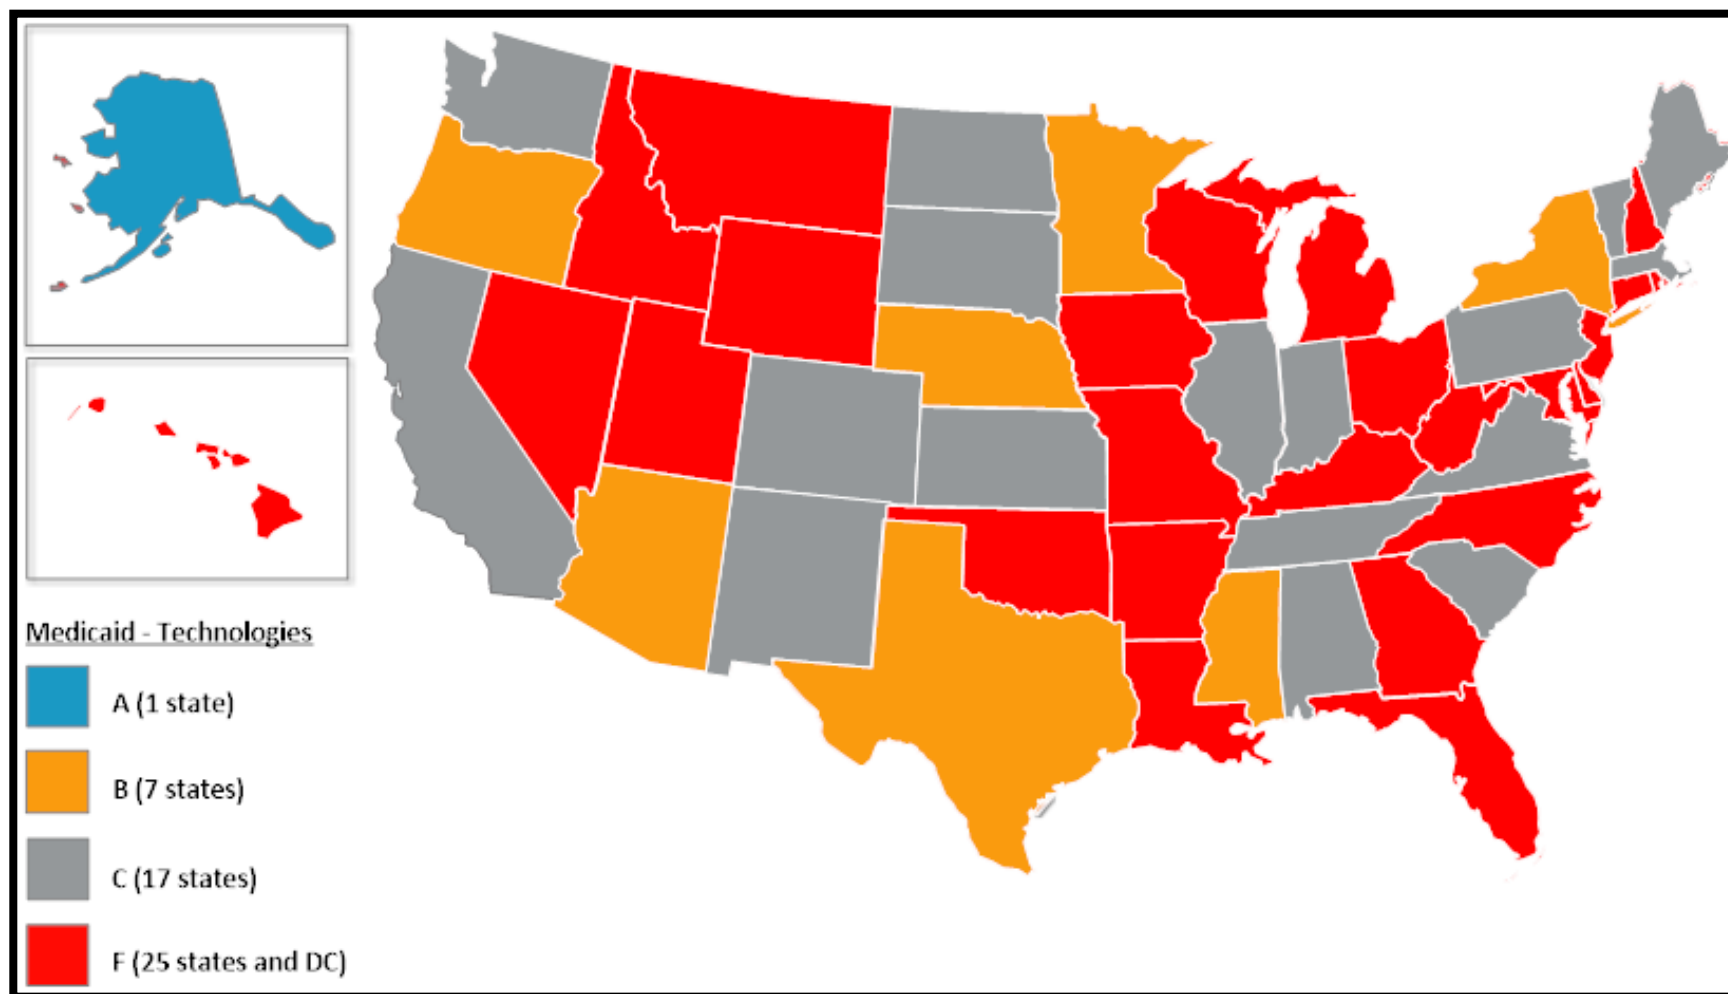 Medicaid - Technologies
A (1 state)
B (7 states)
C (17 states)
F (25 states and DC)